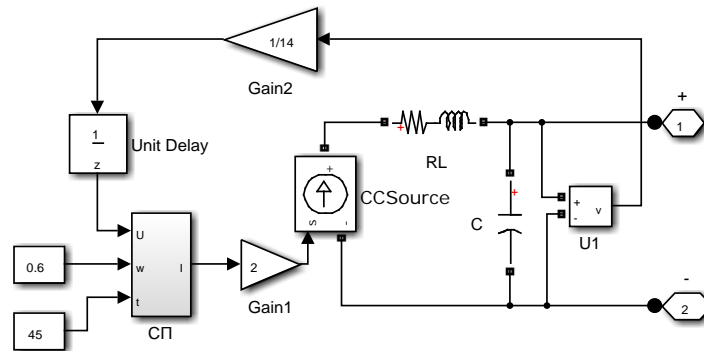 1/14
Gain2
+
1
1
z
Unit Delay
+
RL
+
CCSource
s
-
+
C
+
-
v
U1
U
w
t
I
СП
0.6
45
2
Gain1
-
2